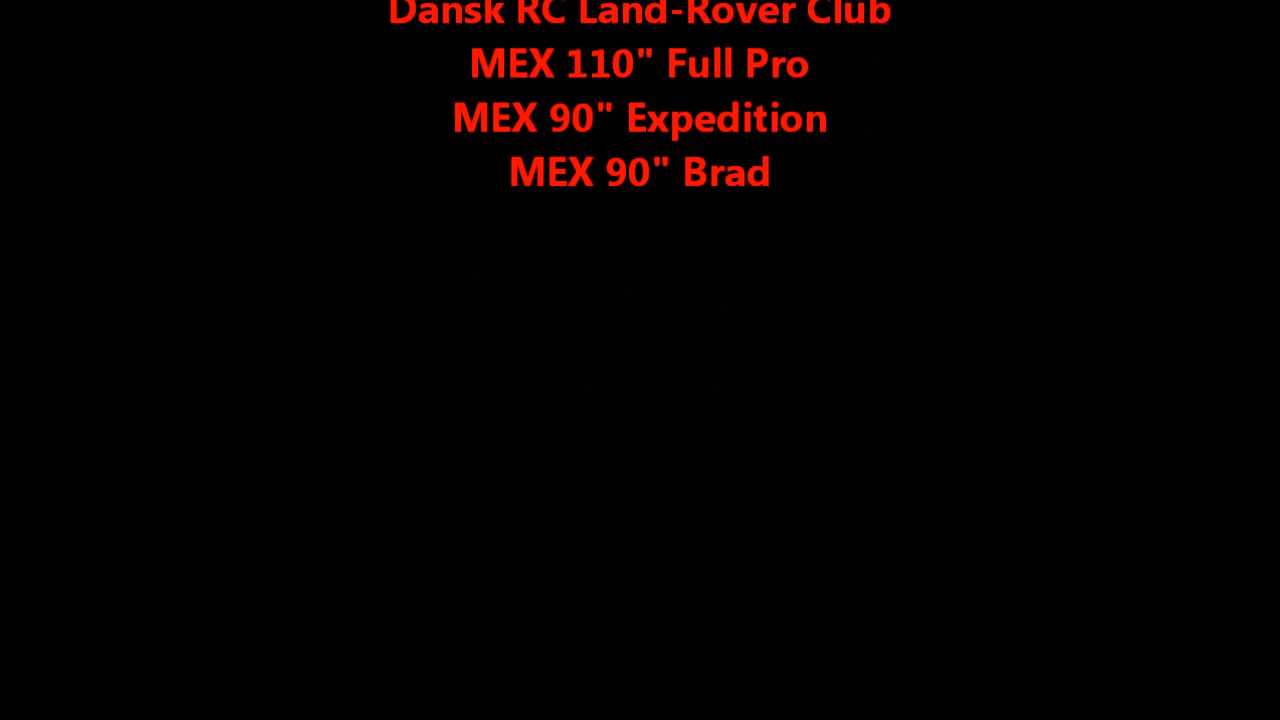 Dansk RC Land-Rover Club
MEX 110" Full Pro
MEX 90" Expedition
MEX 90" Brad